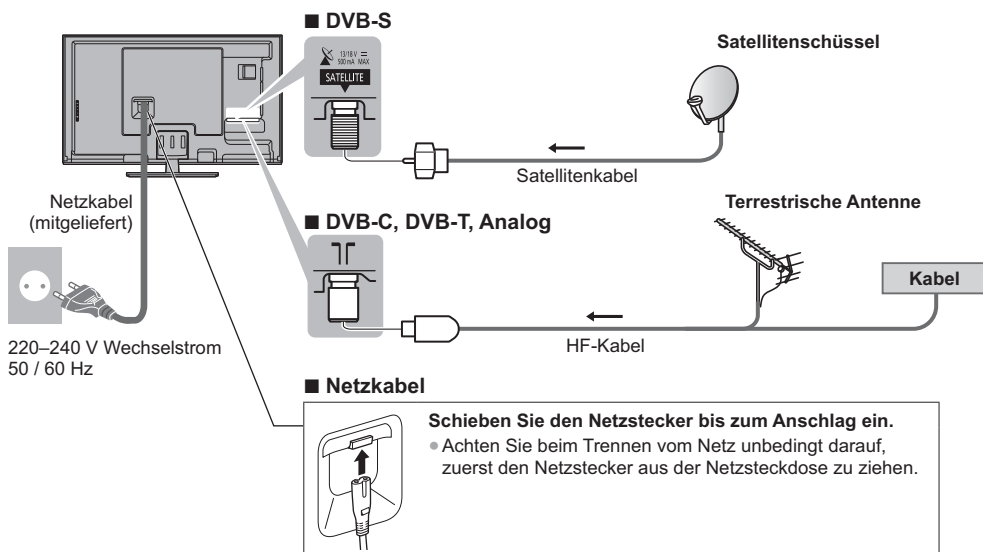 ■ DVB-S
13/18 V
500 mA MAX
SATELLITE
Satellitenschüssel
Satellitenkabel
Netzkabel
(mitgeliefert)
220–240 V Wechselstrom
50 / 60 Hz
■ DVB-C, DVB-T, Analog
Terrestrische Antenne
Kabel
HF-Kabel
■ Netzkabel
Schieben Sie den Netzstecker bis zum Anschlag ein.
● Achten Sie beim Trennen vom Netz unbedingt darauf,
zuerst den Netzstecker aus der Netzsteckdose zu ziehen.